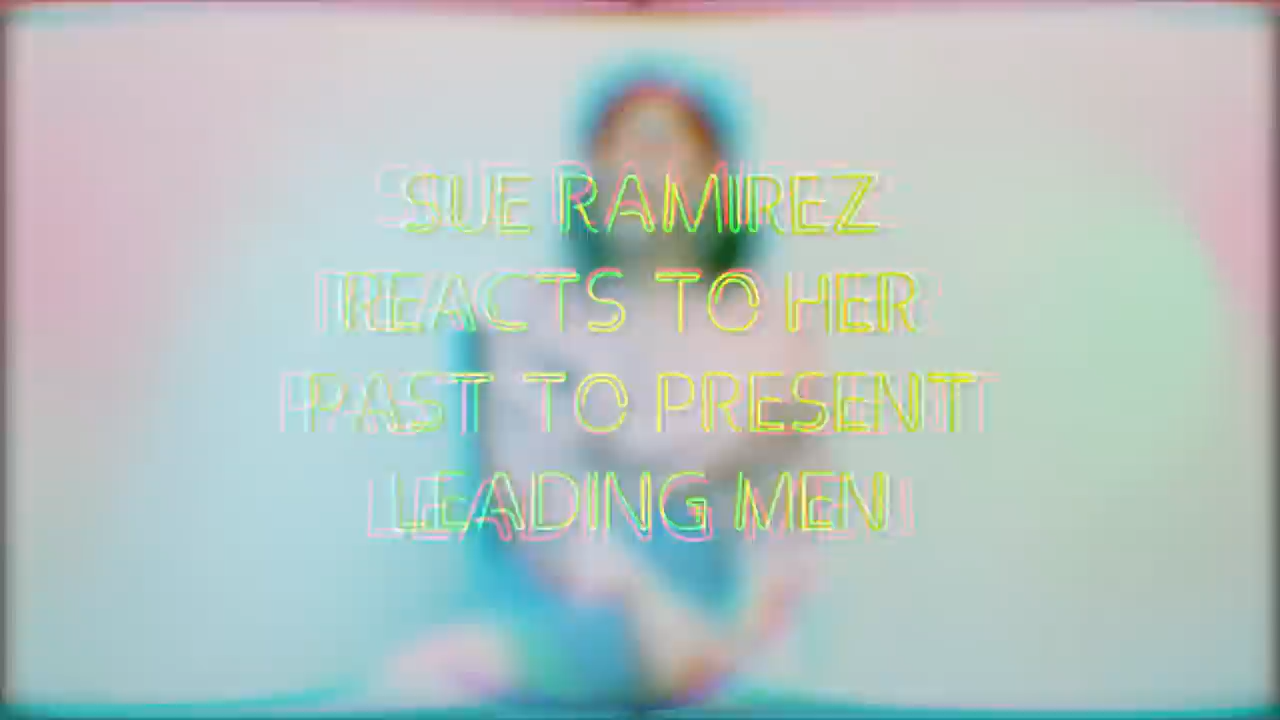 SUE RAMIREZ
REACTS TO HER
PAST TO PRESENT
LEADING MEN